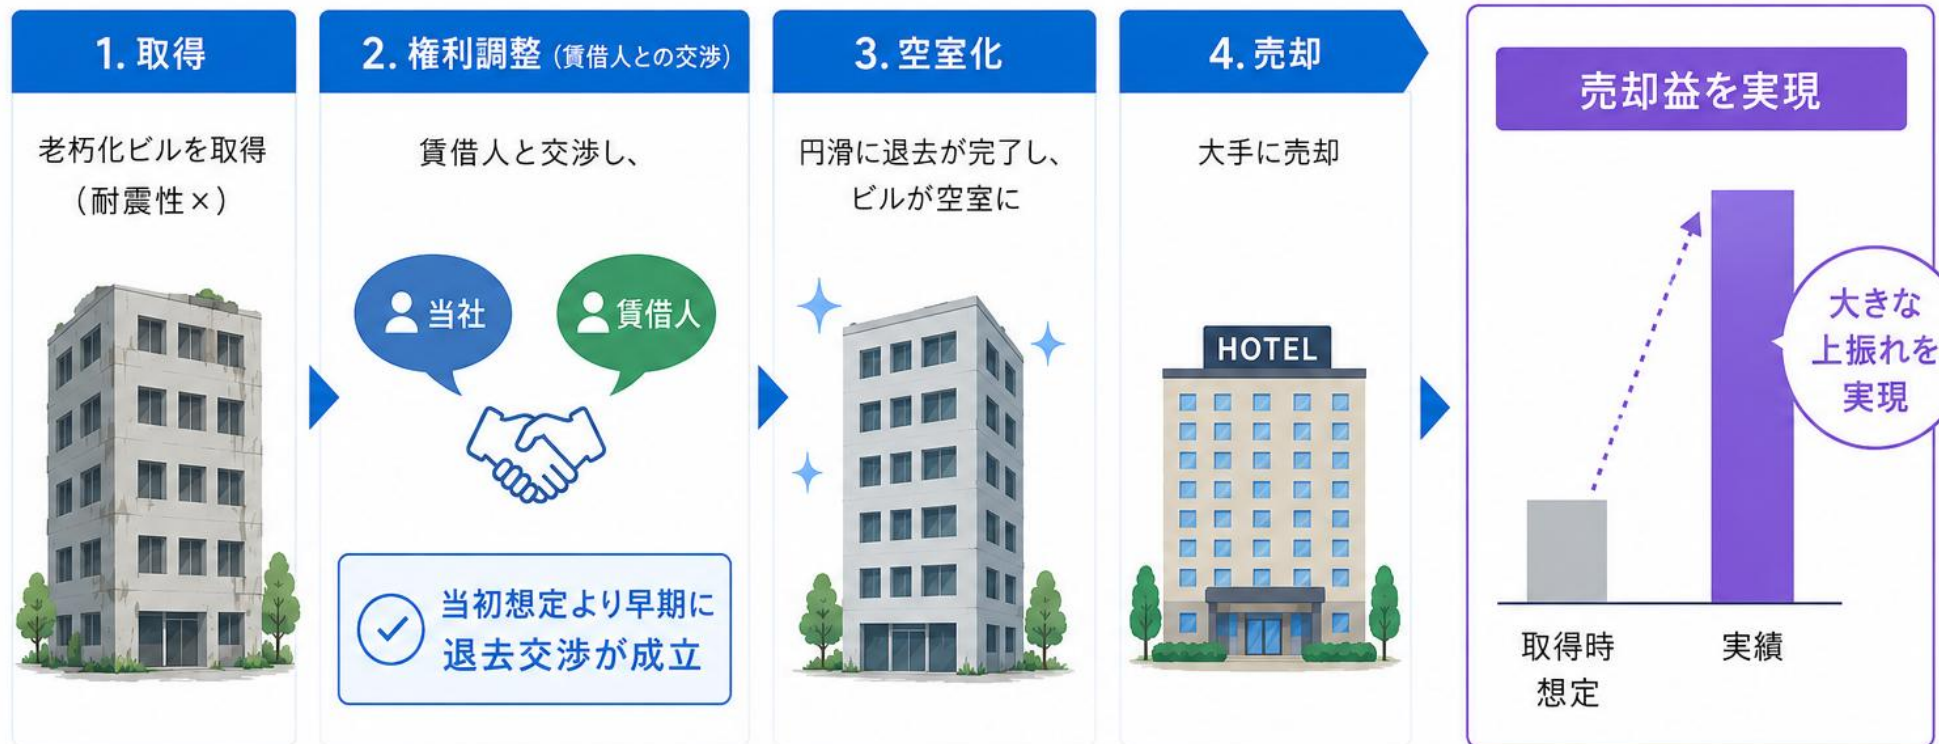 1. 取得
老朽化ビルを取得
（耐震性×）
2. 権利調整（賃借人との交渉）
賃借人と交渉し、
当社
賃借人
当初想定より早期に
退去交渉が成立
3. 空室化
円滑に退去が完了し、
ビルが空室に
4. 売却
大手に売却
HOTEL
売却益を実現
大きな
上振れを
実現
取得時
想定
実績